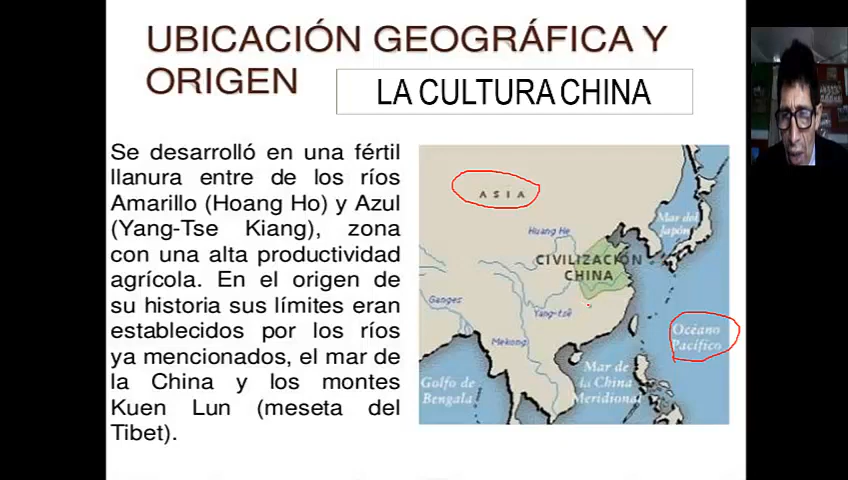 UBICACIÓN GEOGRÁFICA Y
ORIGEN
LA CULTURA CHINA
Se desarrolló en una fértil
llanura entre de los ríos
Amarillo (Hoang Ho) y Azul
(Yang-Tse Kiang), zona
con una alta productividad
agrícola. En el origen de
su historia sus límites eran
establecidos por los ríos
ya mencionados, el mar de
la China y los montes
Kuen Lun (meseta del
Tibet).
ASIA
Mar del
Japón
Huang He
CIVILIZACIÓN
CHINA
Ganges
Yang-tsê
Mekong
Océano
Pacífico
Golfo de
Bengala
Mar de
la China
Meridional